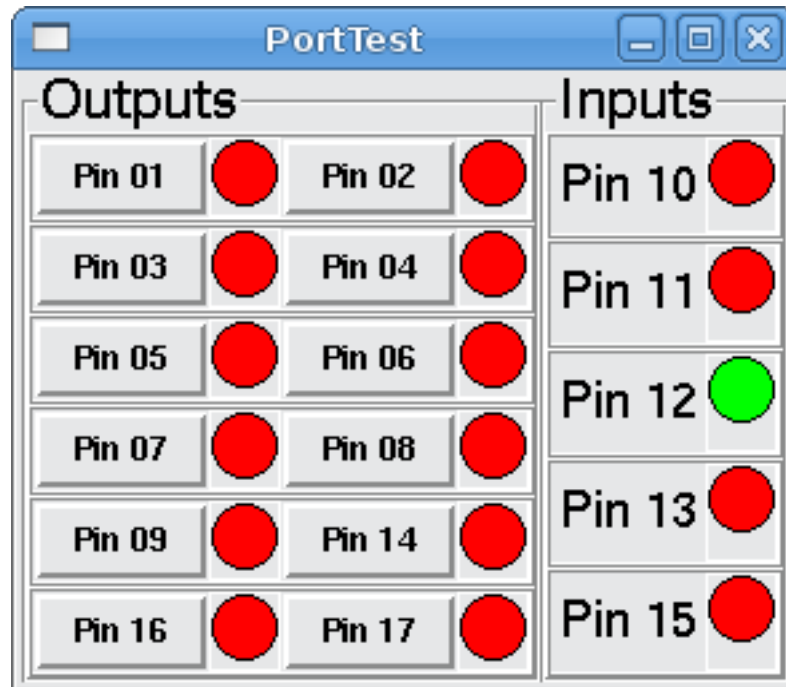 PortTest
Outputs
Pin 01 Pin 02
Pin 03 Pin 04
Pin 05 Pin 06
Pin 07 Pin 08
Pin 09 Pin 14
Pin 16 Pin 17
Inputs
Pin 10
Pin 11
Pin 12
Pin 13
Pin 15